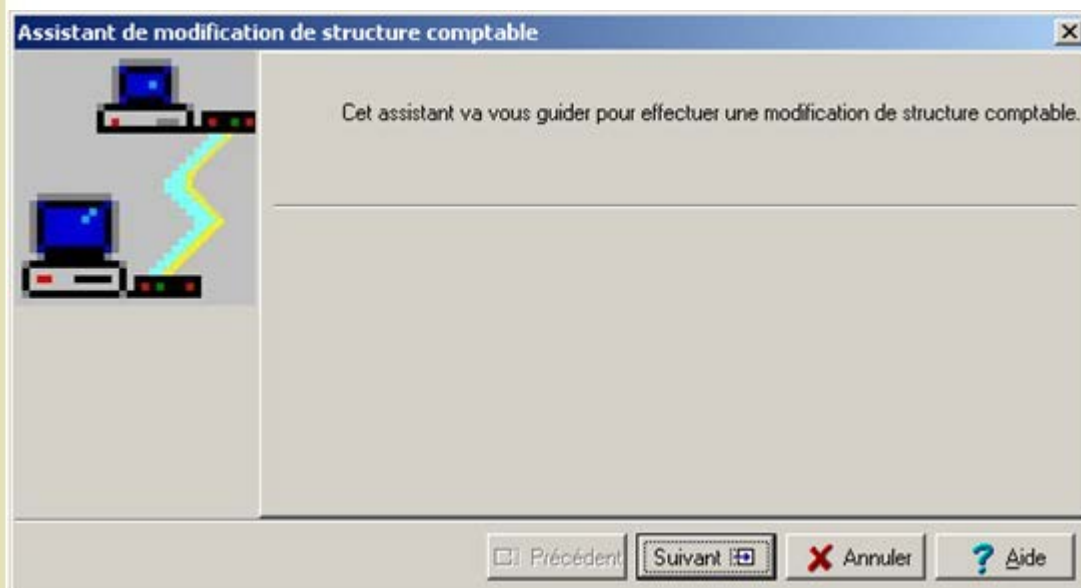 Assistant de modification de structure comptable
Cet assistant va vous guider pour effectuer une modification de structure comptable.
Précédent Suivant Annuler Aide